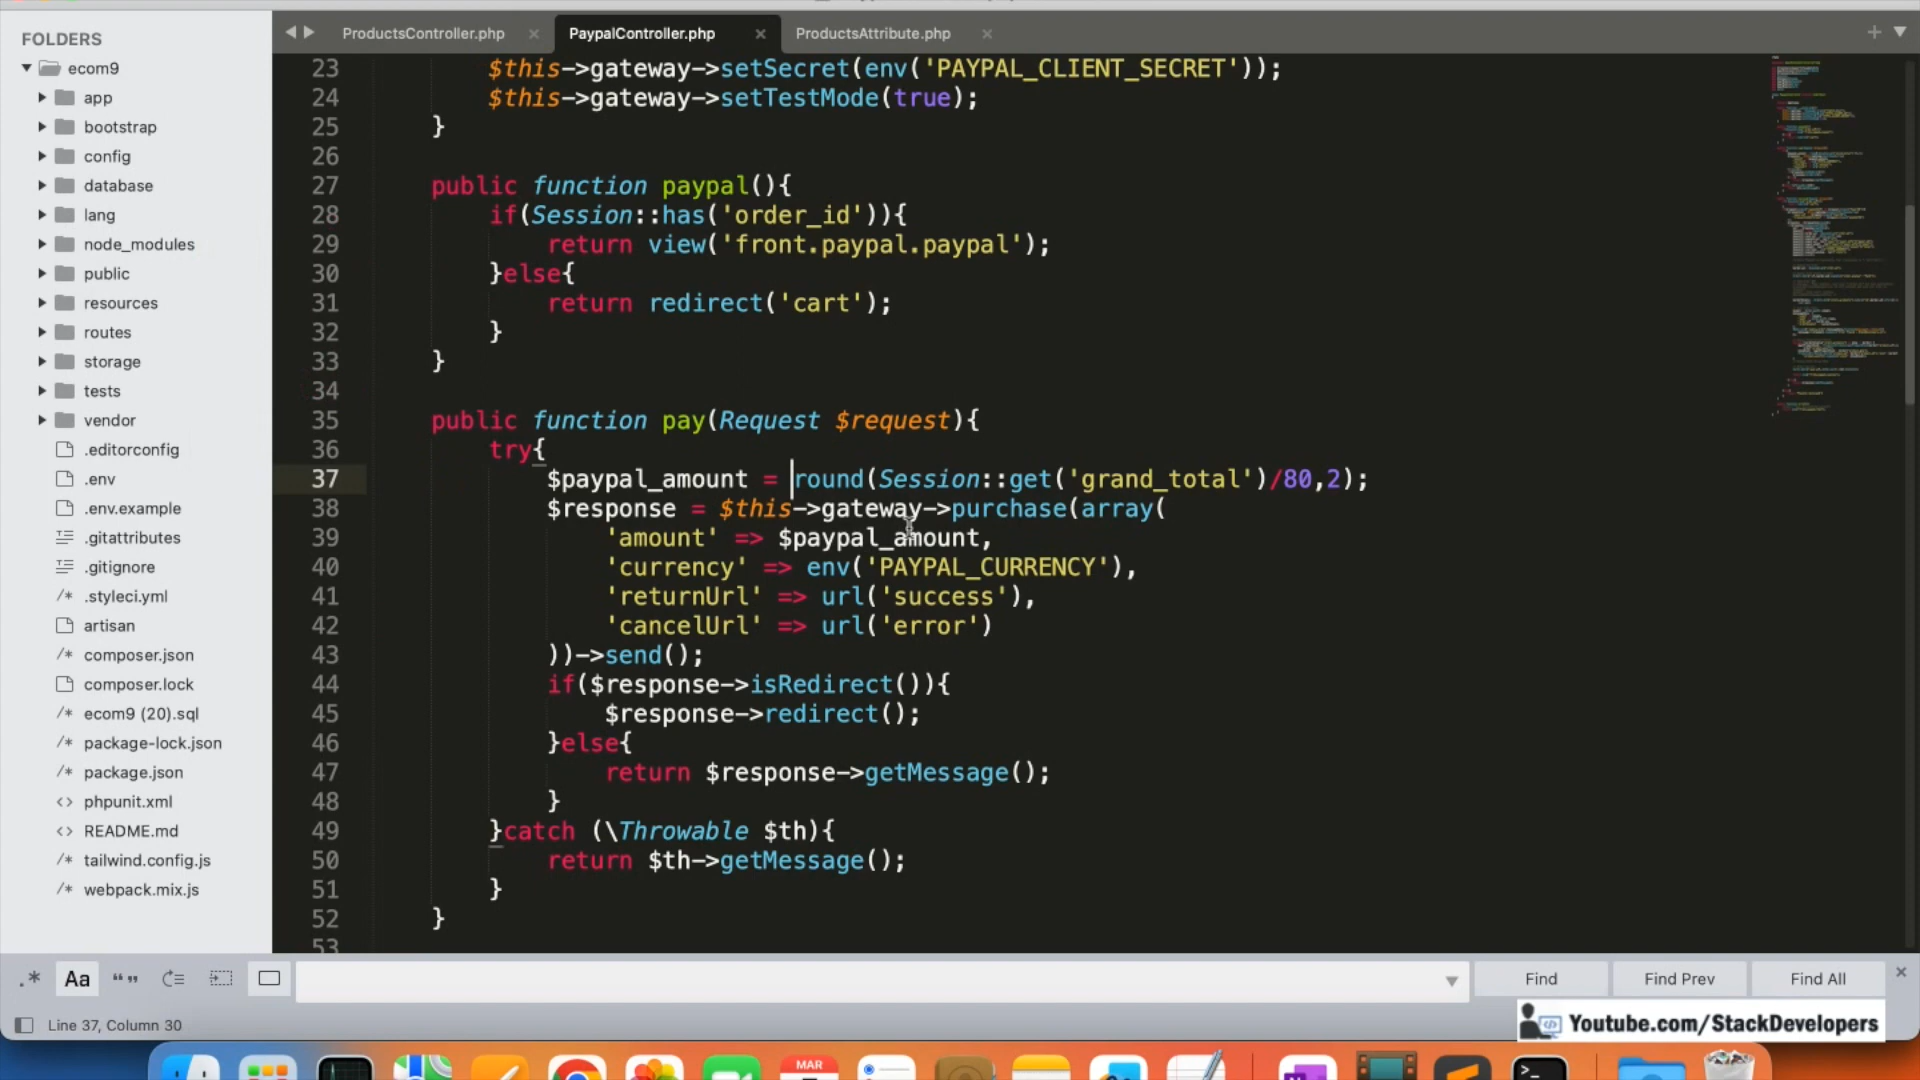 FOLDERS
ecom9
app
bootstrap
config
database
lang
node_modules
public
resources
routes
storage
tests
vendor
.editorconfig
.env
.env.example
.gitattributes
.gitignore
/* .styleci.yml
artisan
/* composer.json
composer.lock
/* ecom9 (20).sql
/* package-lock.json
/* package.json
<> phpunit.xml
<> README.md
/* tailwind.config.js
/* webpack.mix.js
ProductsController.php × PaypalController.php × ProductsAttribute.php ×
23 $this->gateway->setSecret(env('PAYPAL_CLIENT_SECRET'));
24 $this->gateway->setTestMode(true);
25 }
26
27 public function paypal(){
28 if(Session::has('order_id')){
29 return view('front.paypal.paypal');
30 }else{
31 return redirect('cart');
32 }
33 }
34
35 public function pay(Request $request){
36 try{
37 $paypal_amount = round(Session::get('grand_total')/80,2);
38 $response = $this->gateway->purchase(array(
39 'amount' => $paypal_amount,
40 'currency' => env('PAYPAL_CURRENCY'),
41 'returnUrl' => url('success'),
42 'cancelUrl' => url('error')
43 ))->send();
44 if($response->isRedirect()){
45 $response->redirect();
46 }else{
47 return $response->getMessage();
48 }
49 }catch (\Throwable $th){
50 return $th->getMessage();
51 }
52 }
53
.* Aa “” Find Find Prev Find All ×
Line 37, Column 30
Youtube.com/StackDevelopers
MAR